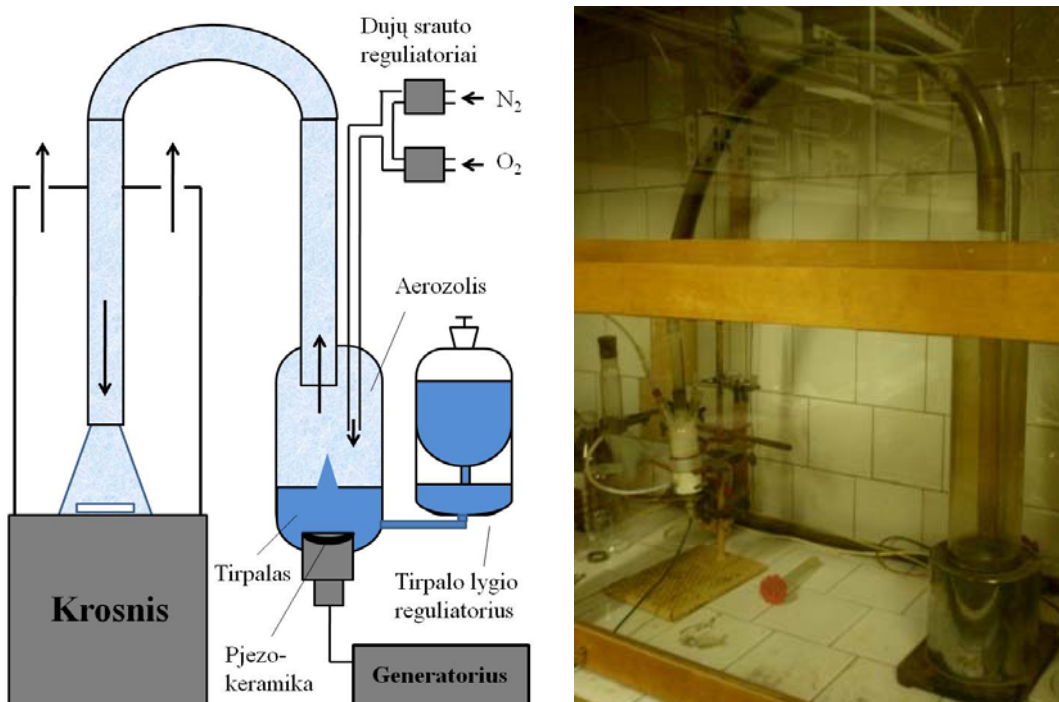 Dujų srauto
reguliatoriai
N₂
O₂
Aerozolis
Tirpalas
Tirpalo lygio
reguliatorius
Krosnis
Pjezo-
keramika
Generatorius